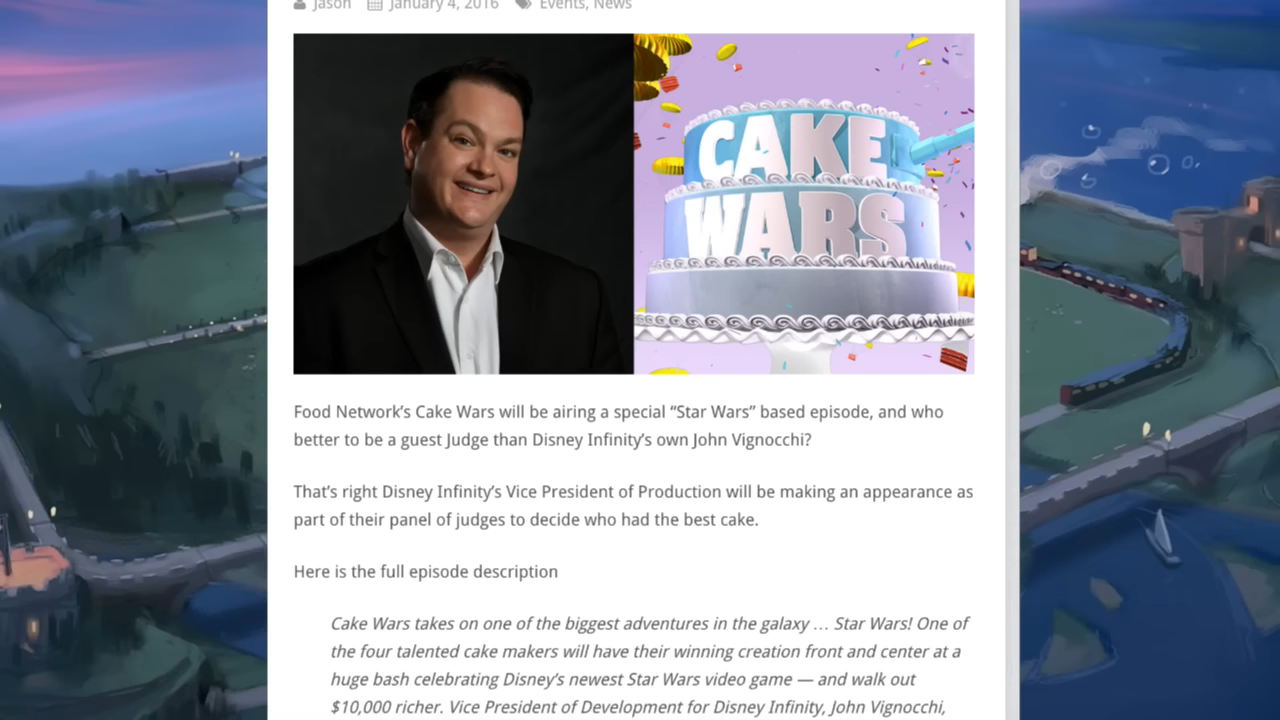 Jason January 4, 2016 Events, News
CAKE
WARS
Food Network’s Cake Wars will be airing a special “Star Wars” based episode, and who
better to be a guest Judge than Disney Infinity’s own John Vignocchi?
That’s right Disney Infinity’s Vice President of Production will be making an appearance as
part of their panel of judges to decide who had the best cake.
Here is the full episode description
Cake Wars takes on one of the biggest adventures in the galaxy … Star Wars! One of
the four talented cake makers will have their winning creation front and center at a
huge bash celebrating Disney’s newest Star Wars video game — and walk out
$10,000 richer. Vice President of Development for Disney Infinity, John Vignocchi,